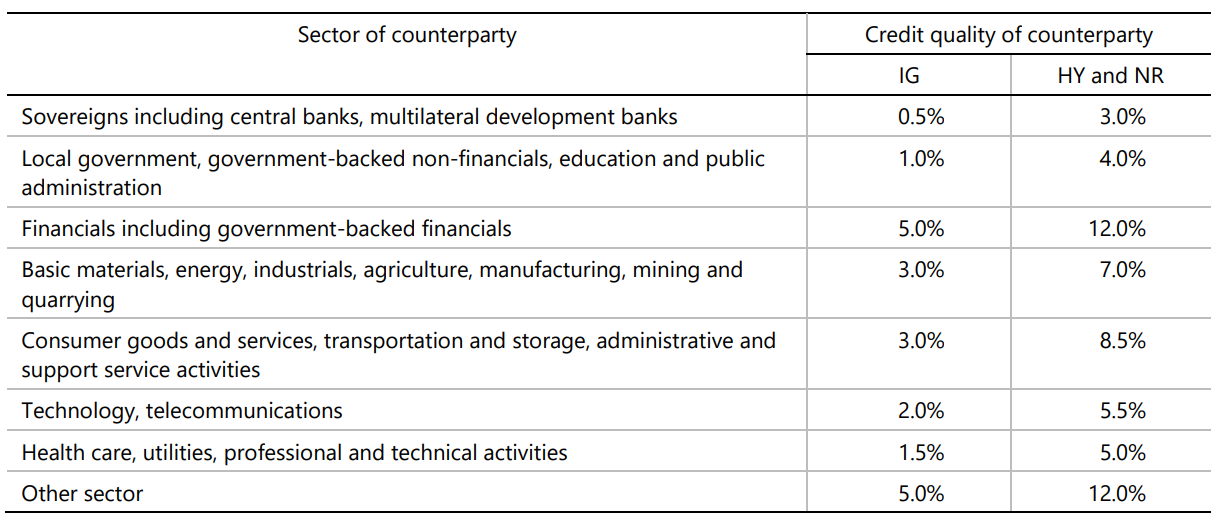 Sector of counterparty
Credit quality of counterparty
IG
HY and NR
Sovereigns including central banks, multilateral development banks
0.5%
3.0%
Local government, government-backed non-financials, education and public
administration
1.0%
4.0%
Financials including government-backed financials
5.0%
12.0%
Basic materials, energy, industrials, agriculture, manufacturing, mining and
quarrying
3.0%
7.0%
Consumer goods and services, transportation and storage, administrative and
support service activities
3.0%
8.5%
Technology, telecommunications
2.0%
5.5%
Health care, utilities, professional and technical activities
1.5%
5.0%
Other sector
5.0%
12.0%